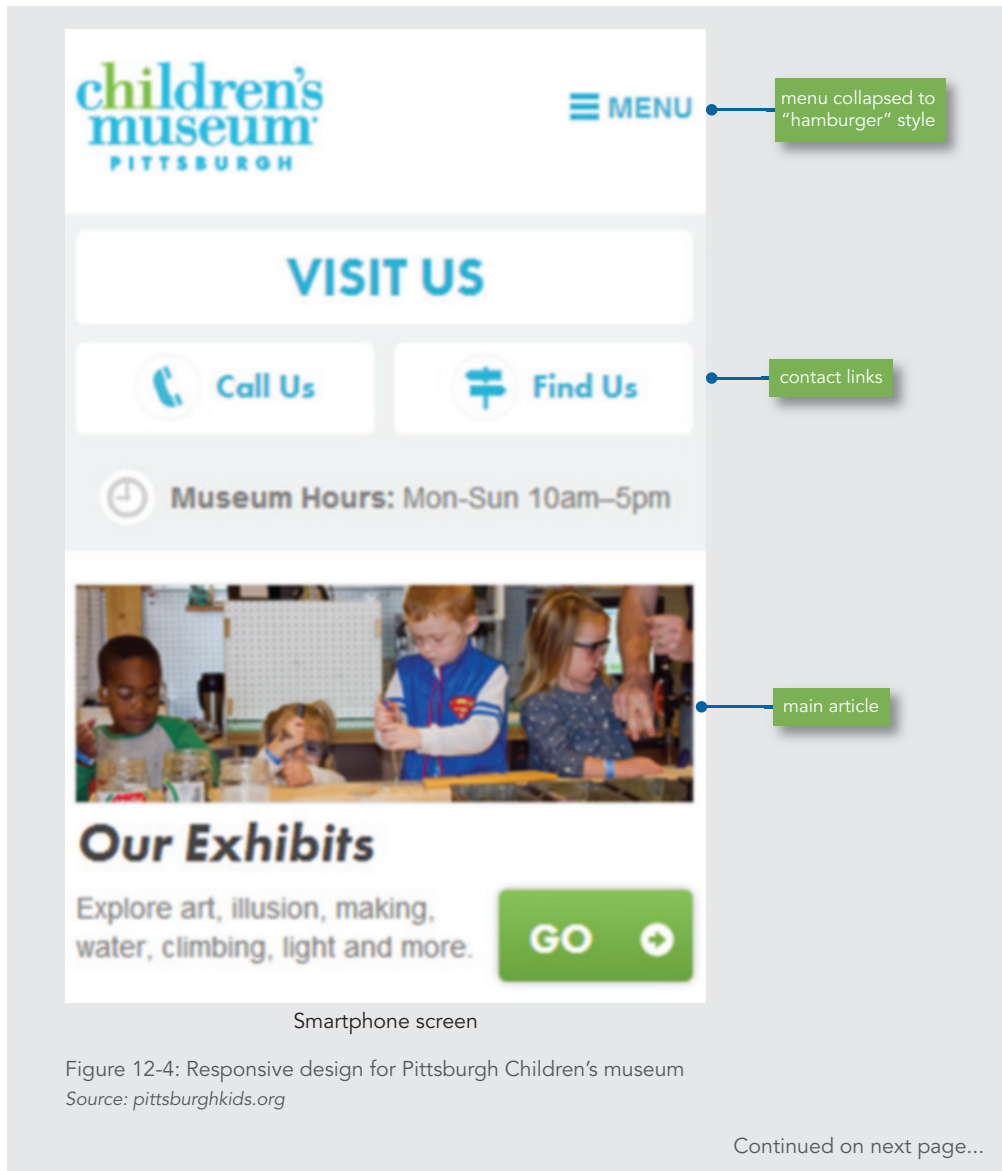 children's
museum
PITTSBURGH
MENU
menu collapsed to
“hamburger” style
VISIT US
Call Us
Find Us
contact links
Museum Hours: Mon-Sun 10am–5pm
main article
Our Exhibits
Explore art, illusion, making,
water, climbing, light and more.
GO
Smartphone screen
Figure 12-4: Responsive design for Pittsburgh Children’s museum
Source: pittsburghkids.org
Continued on next page...